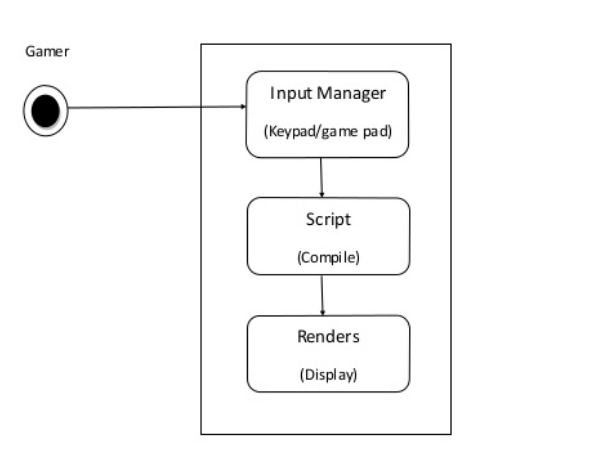 Gamer
Input Manager
(Keypad/game pad)
Script
(Compile)
Renders
(Display)